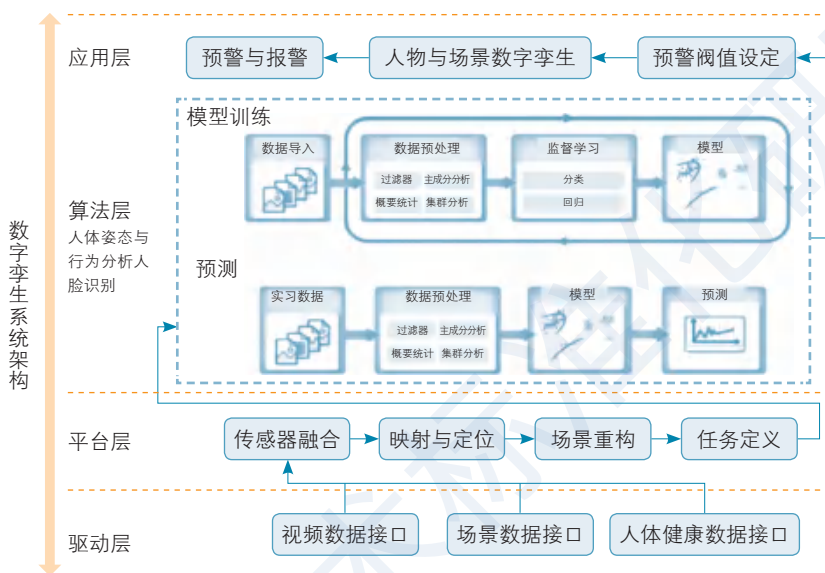 数字孪生系统架构
应用层
预警与报警
人物与场景数字孪生
预警阀值设定
算法层
人体姿态与
行为分析人
脸识别
模型训练
数据导入
数据预处理
过滤器 主成分分析
概要统计 集群分析
监督学习
分类
回归
模型
预测
实习数据
数据预处理
过滤器 主成分分析
概要统计 集群分析
模型
预测
平台层
传感器融合
映射与定位
场景重构
任务定义
驱动层
视频数据接口
场景数据接口
人体健康数据接口